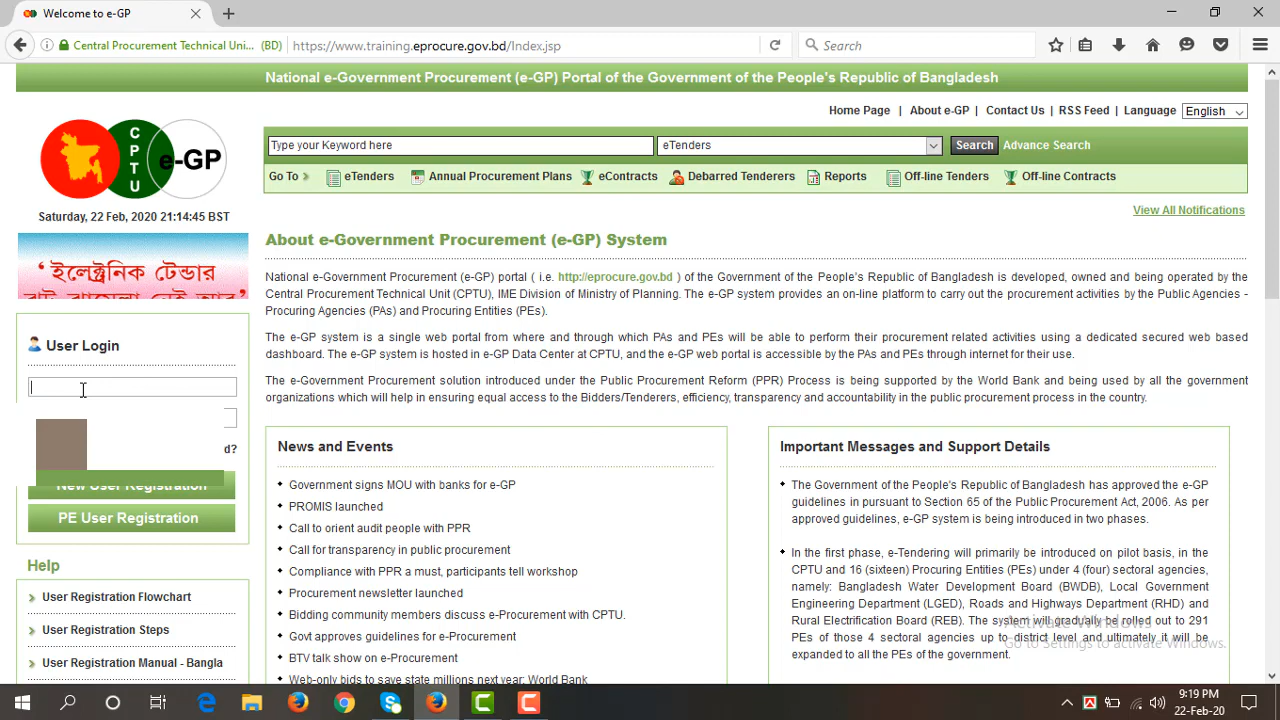 Welcome to e-GP
Central Procurement Technical Uni... (BD)
https://www.training.eprocure.gov.bd/Index.jsp
Search
National e-Government Procurement (e-GP) Portal of the Government of the People's Republic of Bangladesh
Home Page | About e-GP | Contact Us | RSS Feed | Language English
C
P
T
U
e-GP
Type your Keyword here
eTenders
Search
Advance Search
Go To
eTenders
Annual Procurement Plans
eContracts
Debarred Tenderers
Reports
Off-line Tenders
Off-line Contracts
Saturday, 22 Feb, 2020 21:14:45 BST
View All Notifications
‘ ইলেক্ট্রনিক টেন্ডার
User Login
d?
New User Registration
PE User Registration
Help
User Registration Flowchart
User Registration Steps
User Registration Manual - Bangla
About e-Government Procurement (e-GP) System
National e-Government Procurement (e-GP) portal ( i.e. http://eprocure.gov.bd ) of the Government of the People's Republic of Bangladesh is developed, owned and being operated by the
Central Procurement Technical Unit (CPTU), IME Division of Ministry of Planning. The e-GP system provides an on-line platform to carry out the procurement activities by the Public Agencies -
Procuring Agencies (PAs) and Procuring Entities (PEs).
The e-GP system is a single web portal from where and through which PAs and PEs will be able to perform their procurement related activities using a dedicated secured web based
dashboard. The e-GP system is hosted in e-GP Data Center at CPTU, and the e-GP web portal is accessible by the PAs and PEs through internet for their use.
The e-Government Procurement solution introduced under the Public Procurement Reform (PPR) Process is being supported by the World Bank and being used by all the government
organizations which will help in ensuring equal access to the Bidders/Tenderers, efficiency, transparency and accountability in the public procurement process in the country.
News and Events
Government signs MOU with banks for e-GP
PROMIS launched
Call to orient audit people with PPR
Call for transparency in public procurement
Compliance with PPR a must, participants tell workshop
Procurement newsletter launched
Bidding community members discuss e-Procurement with CPTU.
Govt approves guidelines for e-Procurement
BTV talk show on e-Procurement
Web-only bids to save state millions next year: World Bank
Important Messages and Support Details
The Government of the People's Republic of Bangladesh has approved the e-GP
guidelines in pursuant to Section 65 of the Public Procurement Act, 2006. As per
approved guidelines, e-GP system is being introduced in two phases.
In the first phase, e-Tendering will primarily be introduced on pilot basis, in the
CPTU and 16 (sixteen) Procuring Entities (PEs) under 4 (four) sectoral agencies,
namely: Bangladesh Water Development Board (BWDB), Local Government
Engineering Department (LGED), Roads and Highways Department (RHD) and
Rural Electrification Board (REB). The system will gradually be rolled out to 291
PEs of those 4 sectoral agencies up to district level and ultimately it will be
expanded to all the PEs of the government.
Activate Windows
Go to Settings to activate Windows.
9:19 PM
22-Feb-20